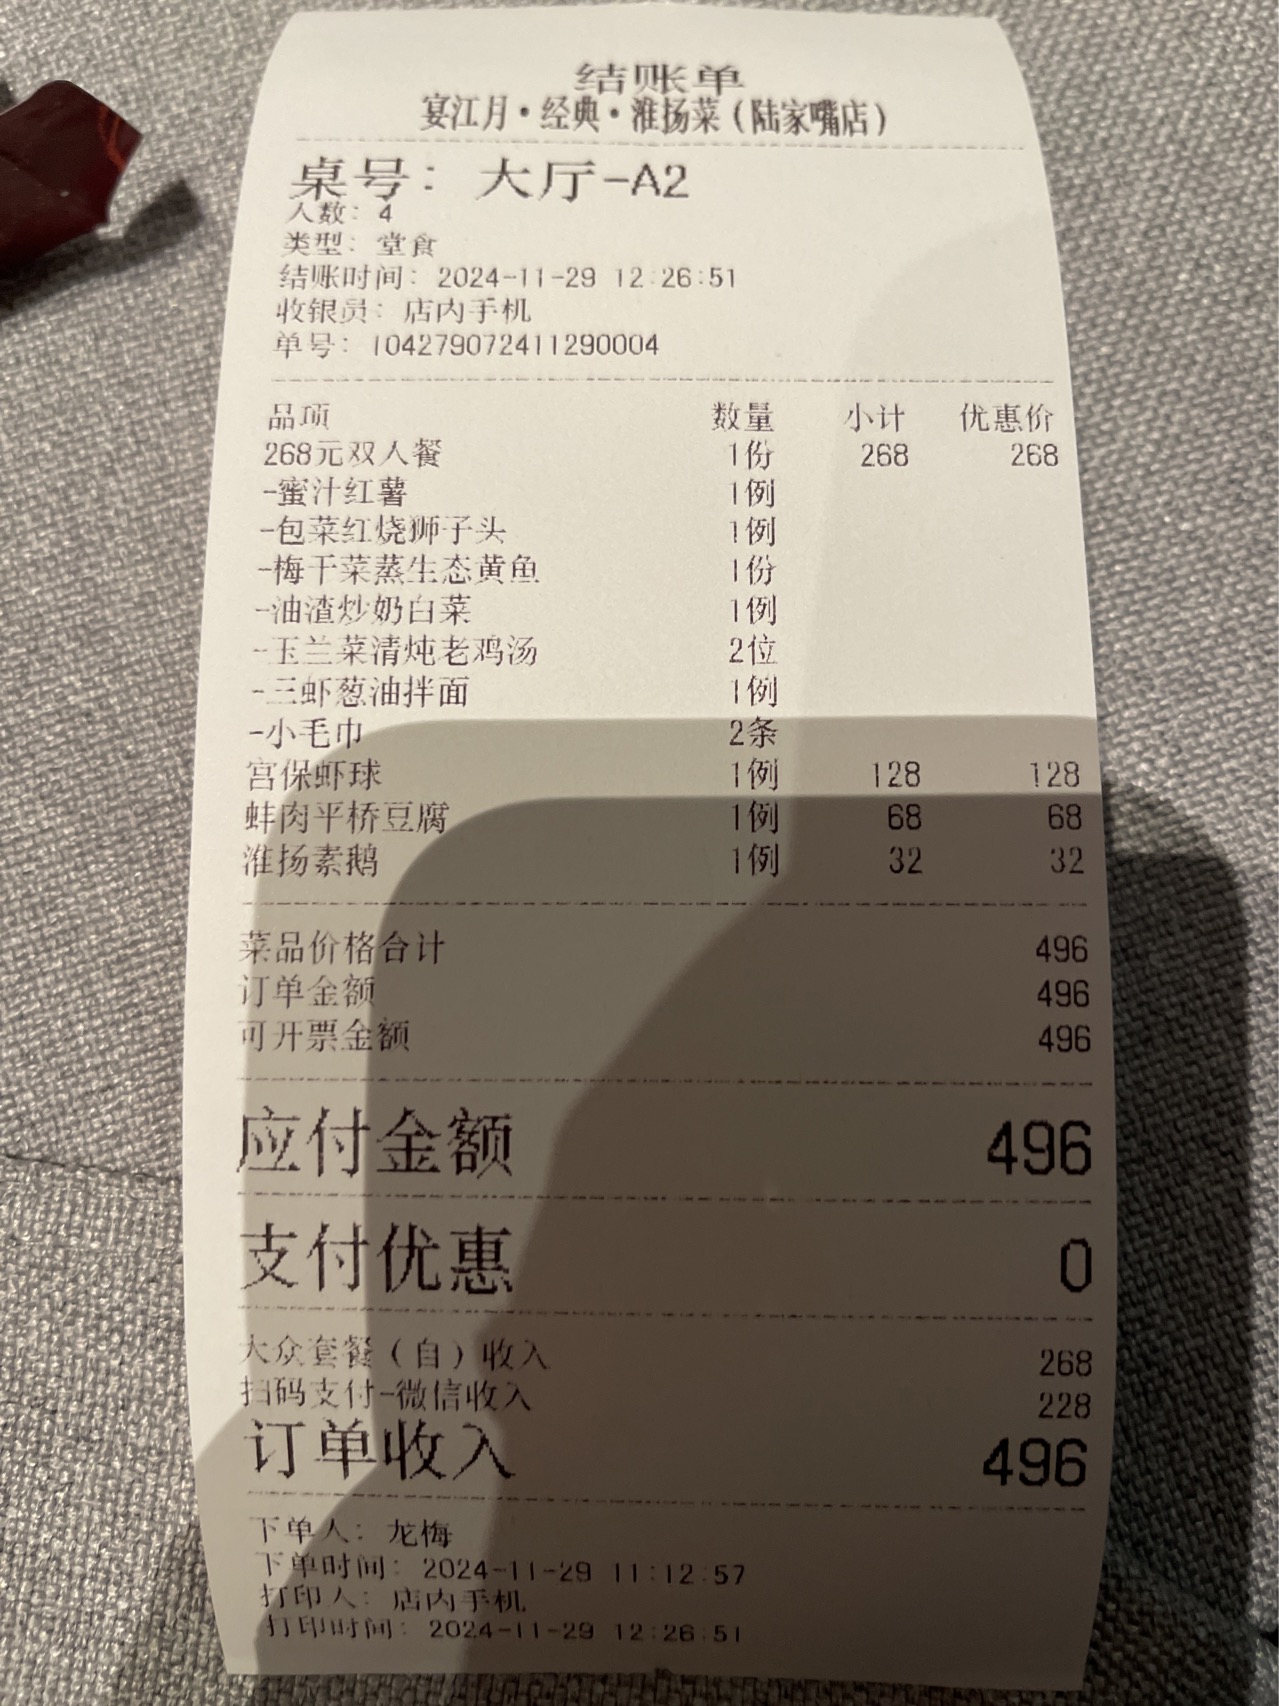 结账单
宴江月·经典·淮扬菜(陆家嘴店)
桌号: 大厅-A2
人数: 4
类型: 堂食
结账时间: 2024-11-29 12:26:51
收银员: 店内手机
单号: 104279072411290004
品项 数量 小计 优惠价
268元双人餐 1份 268 268
-蜜汁红薯 1例
-包菜红烧狮子头 1例
-梅干菜蒸生态黄鱼 1份
-油渣炒奶白菜 1例
-玉兰菜清炖老鸡汤 2位
-三虾葱油拌面 1例
-小毛巾 2条
宫保虾球 1例 128 128
蚌肉平桥豆腐 1例 68 68
淮扬素鹅 1例 32 32
菜品价格合计 496
订单金额 496
可开票金额 496
应付金额 496
支付优惠 0
大众套餐(自)收入 268
扫码支付-微信收入 228
订单收入 496
下单人: 龙梅
下单时间: 2024-11-29 11:12:57
打印人: 店内手机
打印时间: 2024-11-29 12:26:51